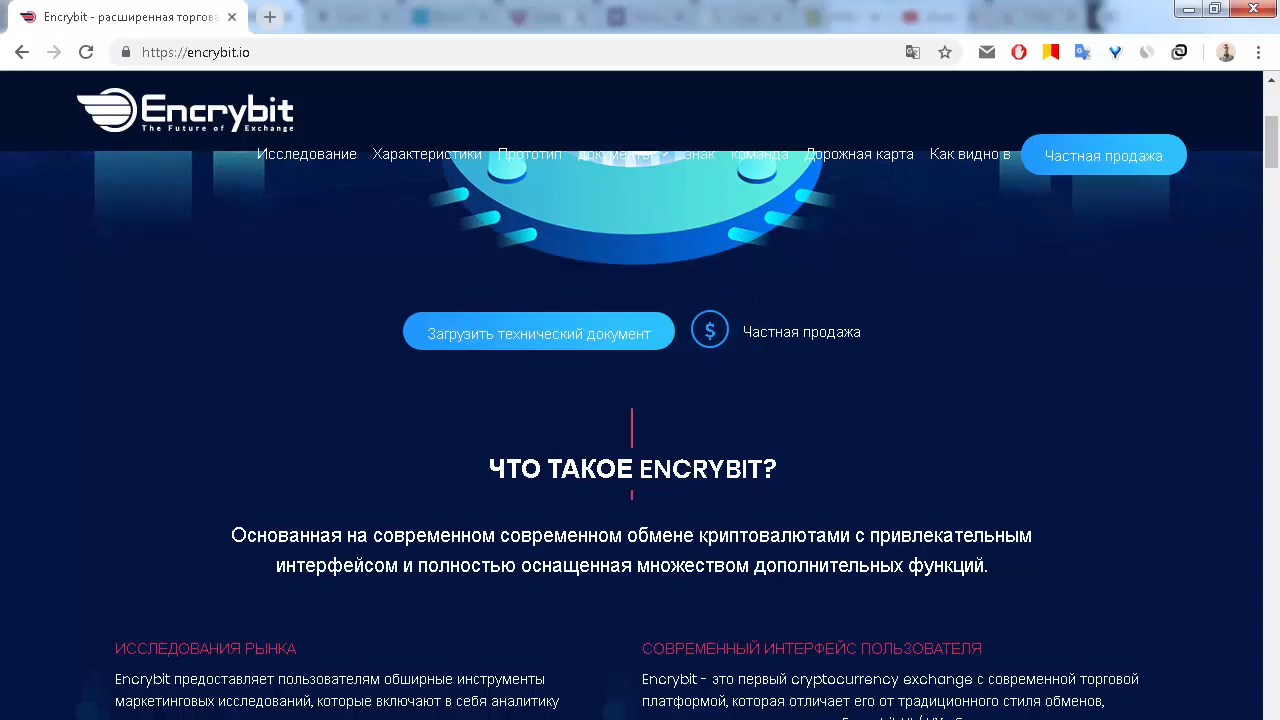 Encrybit - расширенная торгова
https://encrybit.io
Encrybit
The Future of Exchange
Исследование Характеристики Прототип документы знак команда Дорожная карта Как видно в Частная продажа
Загрузить технический документ
$
Частная продажа
ЧТО ТАКОЕ ENCRYBIT?
Основанная на современном современном обмене криптовалютами с привлекательным
интерфейсом и полностью оснащенная множеством дополнительных функций.
ИССЛЕДОВАНИЯ РЫНКА
Encrybit предоставляет пользователям обширные инструменты
маркетинговых исследований, которые включают в себя аналитику
СОВРЕМЕННЫЙ ИНТЕРФЕЙС ПОЛЬЗОВАТЕЛЯ
Encrybit - это первый cryptocurrency exchange с современной торговой
платформой, которая отличает его от традиционного стиля обменов,